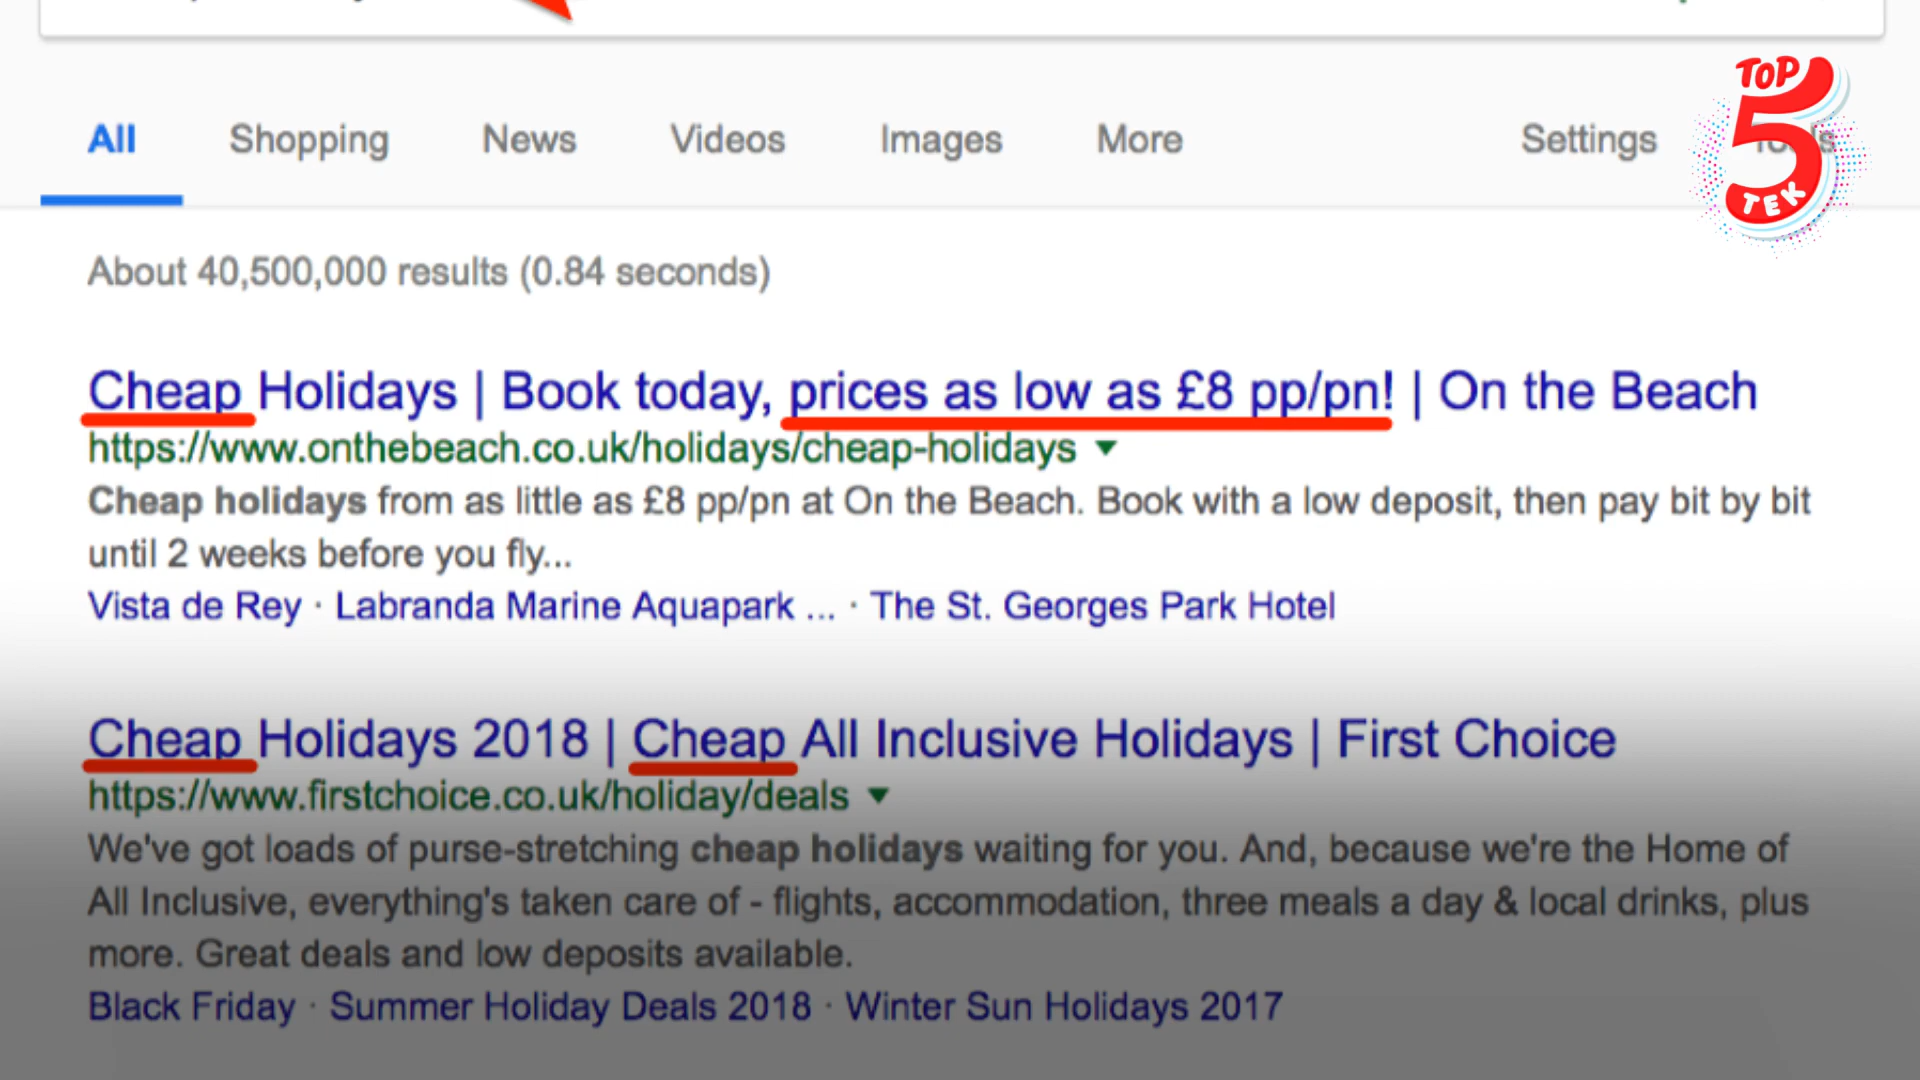 All Shopping News Videos Images More Settings
TOP
5
TEK
About 40,500,000 results (0.84 seconds)
Cheap Holidays | Book today, prices as low as £8 pp/pn! | On the Beach
https://www.onthebeach.co.uk/holidays/cheap-holidays
Cheap holidays from as little as £8 pp/pn at On the Beach. Book with a low deposit, then pay bit by bit
until 2 weeks before you fly...
Vista de Rey · Labranda Marine Aquapark ... · The St. Georges Park Hotel
Cheap Holidays 2018 | Cheap All Inclusive Holidays | First Choice
https://www.firstchoice.co.uk/holiday/deals
We've got loads of purse-stretching cheap holidays waiting for you. And, because we're the Home of
All Inclusive, everything's taken care of - flights, accommodation, three meals a day & local drinks, plus
more. Great deals and low deposits available.
Black Friday · Summer Holiday Deals 2018 · Winter Sun Holidays 2017